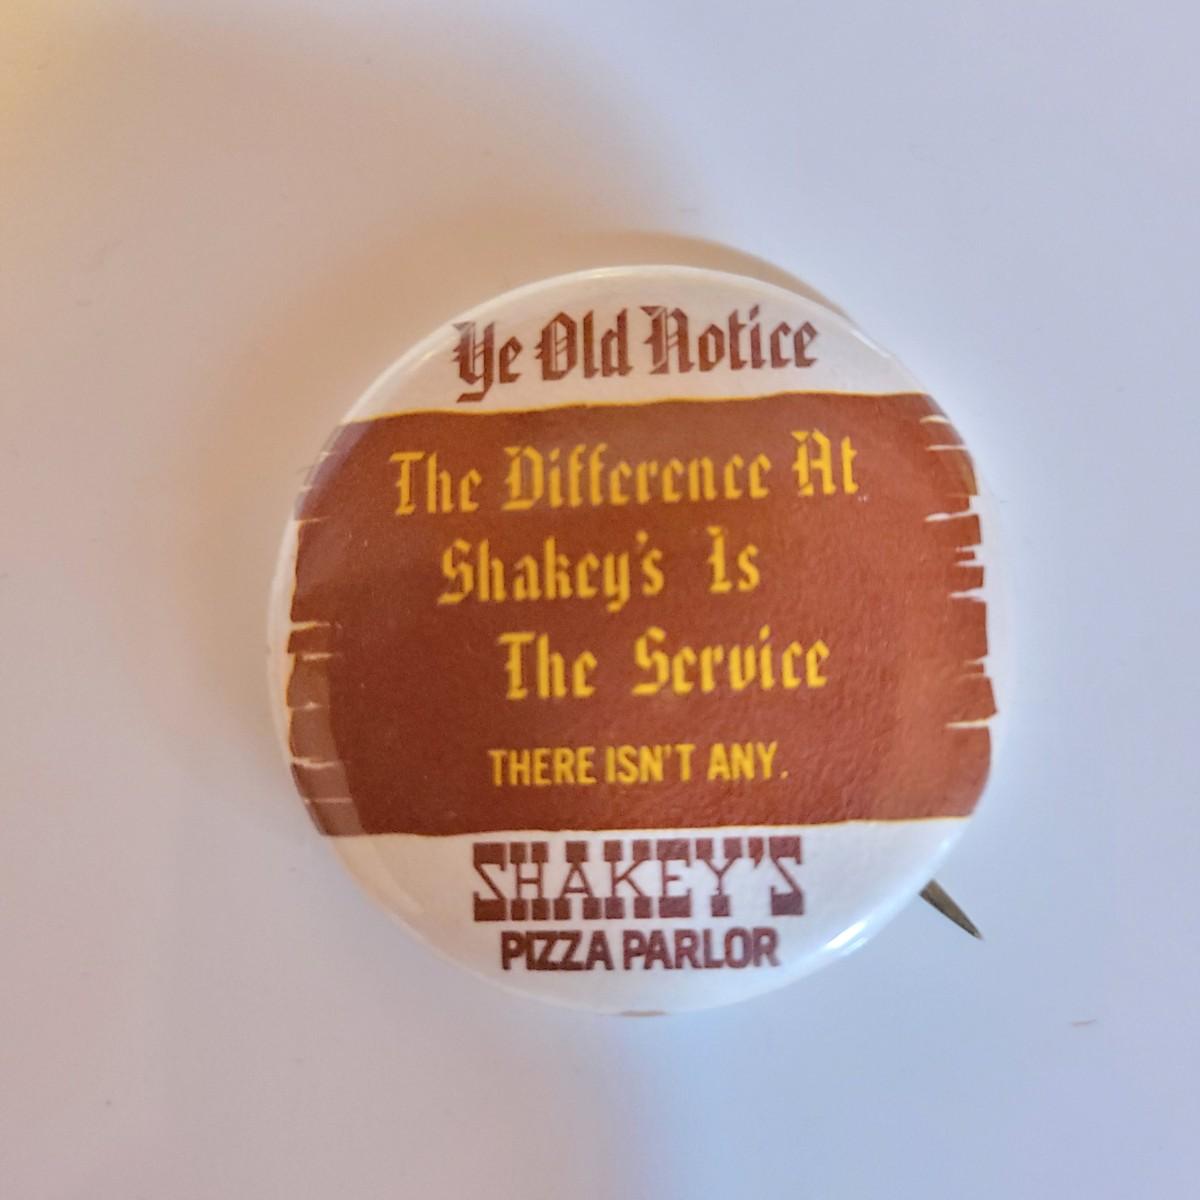 Ye Old Notice
The Difference At
Shakey's Is
The Service
THERE ISN'T ANY.
SHAKEY'S
PIZZA PARLOR